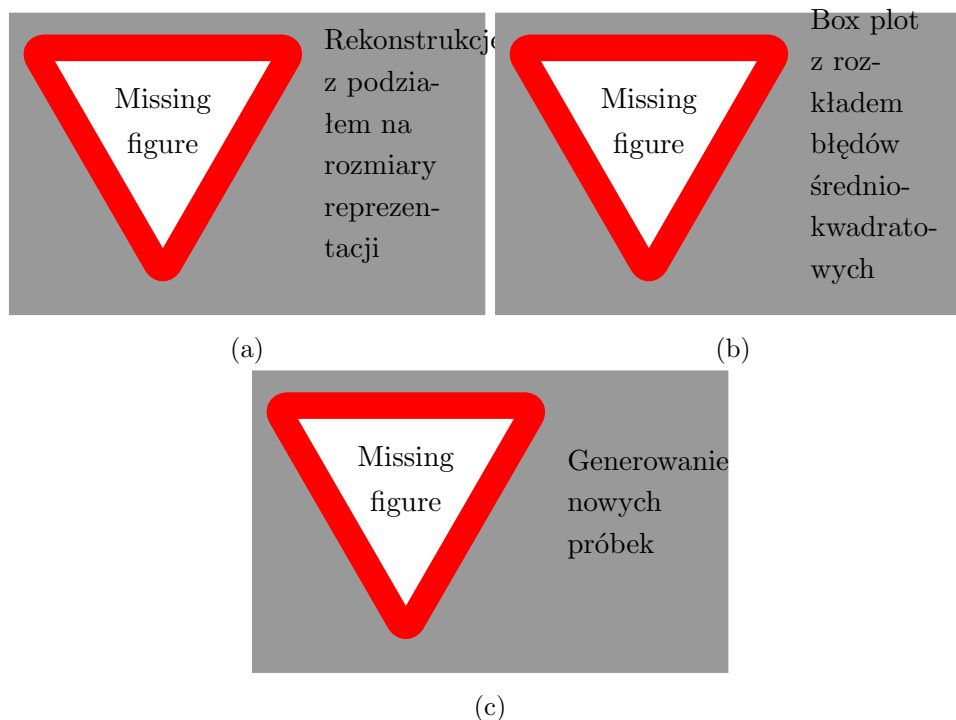 Missing
figure
Rekonstrukcje
z podzia-
łem na
rozmiary
reprezen-
tacji
(a)
Missing
figure
Box plot
z roz-
kładem
błędów
średnio-
kwadrato-
wych
(b)
Missing
figure
Generowanie
nowych
próbek
(c)